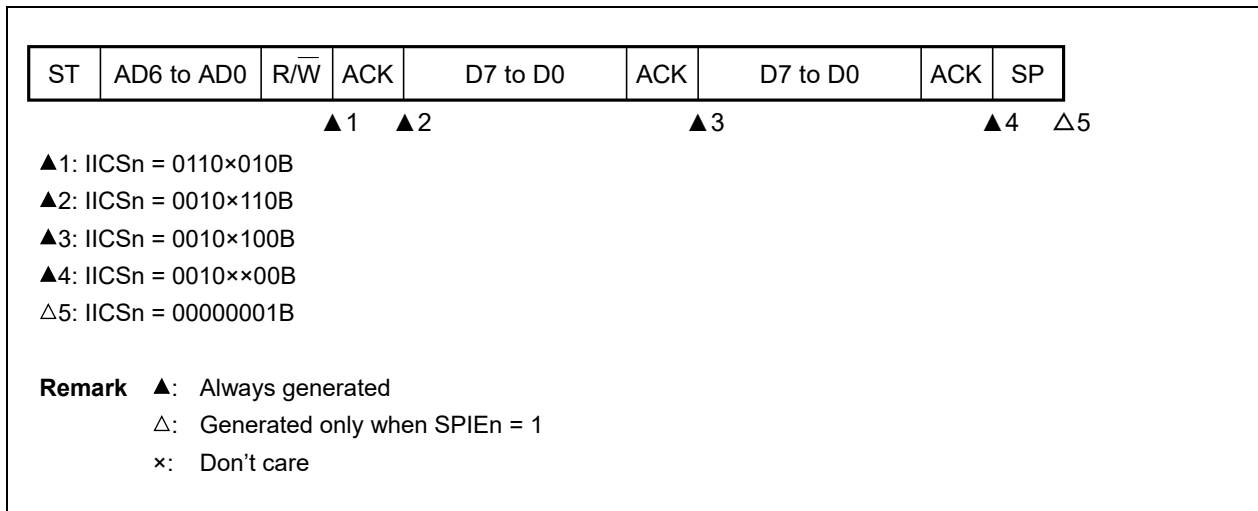 ST AD6 to AD0 R/W̅ ACK D7 to D0 ACK D7 to D0 ACK SP
▲1 ▲2 ▲3 ▲4 △5
▲1: IICSn = 0110×010B
▲2: IICSn = 0010×110B
▲3: IICSn = 0010×100B
▲4: IICSn = 0010××00B
△5: IICSn = 00000001B
Remark ▲: Always generated
△: Generated only when SPIEn = 1
×: Don’t care